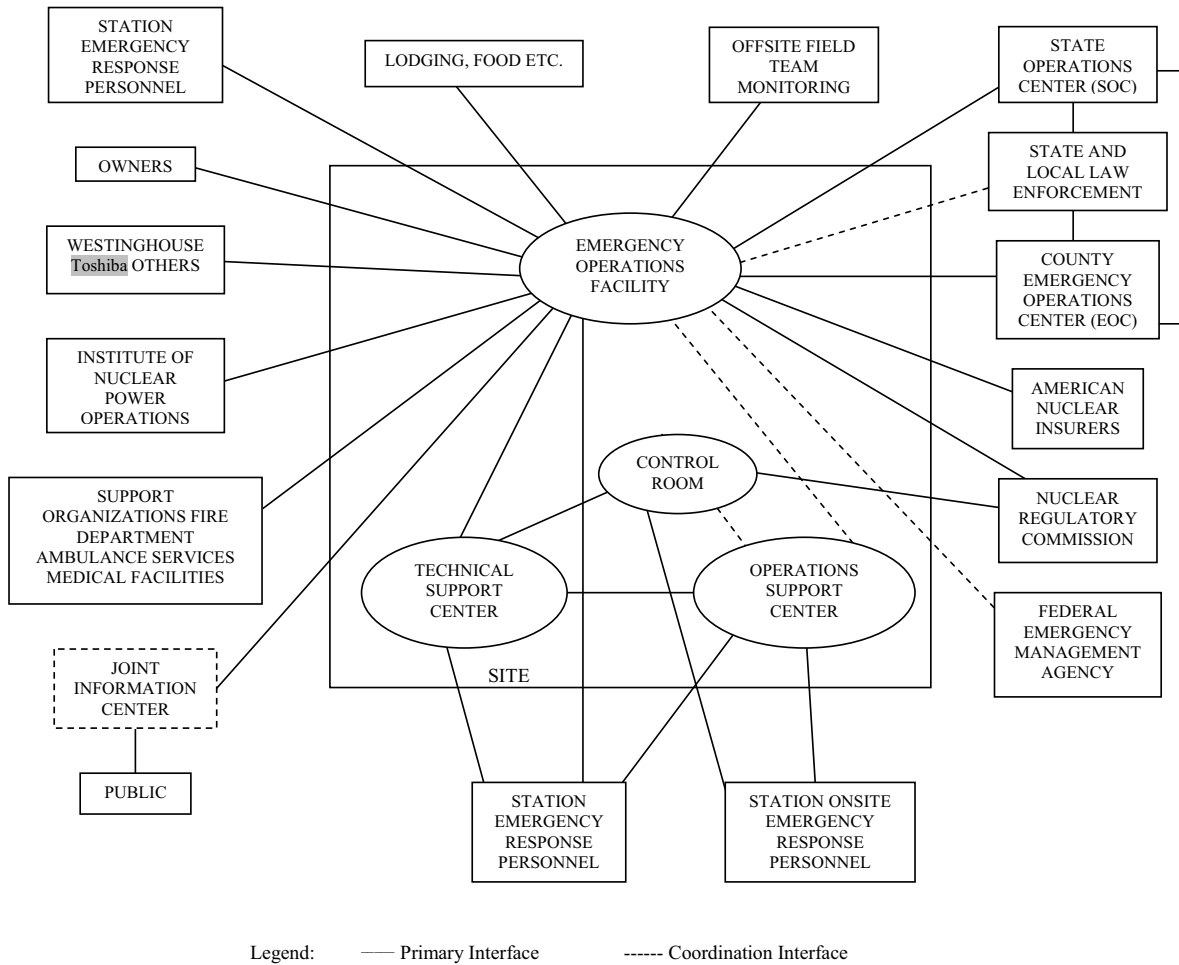 STATION
EMERGENCY
RESPONSE
PERSONNEL
LODGING, FOOD ETC.
OFFSITE FIELD
TEAM
MONITORING
STATE
OPERATIONS
CENTER (SOC)
OWNERS
STATE AND
LOCAL LAW
ENFORCEMENT
WESTINGHOUSE
Toshiba OTHERS
EMERGENCY
OPERATIONS
FACILITY
COUNTY
EMERGENCY
OPERATIONS
CENTER (EOC)
INSTITUTE OF
NUCLEAR
POWER
OPERATIONS
AMERICAN
NUCLEAR
INSURERS
CONTROL
ROOM
SUPPORT
ORGANIZATIONS FIRE
DEPARTMENT
AMBULANCE SERVICES
MEDICAL FACILITIES
NUCLEAR
REGULATORY
COMMISSION
TECHNICAL
SUPPORT
CENTER
OPERATIONS
SUPPORT
CENTER
FEDERAL
EMERGENCY
MANAGEMENT
AGENCY
JOINT
INFORMATION
CENTER
SITE
PUBLIC
STATION
EMERGENCY
RESPONSE
PERSONNEL
STATION ONSITE
EMERGENCY
RESPONSE
PERSONNEL
Legend: —— Primary Interface ------ Coordination Interface